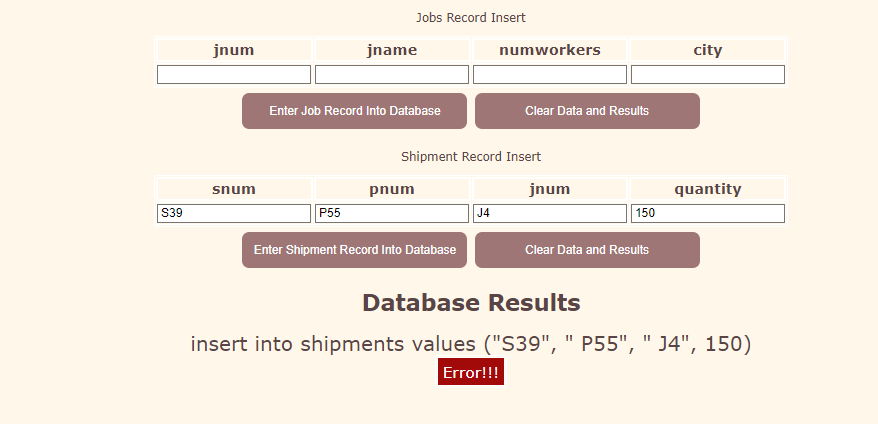 Jobs Record Insert
jnum jname numworkers city
Enter Job Record Into Database Clear Data and Results
Shipment Record Insert
snum pnum jnum quantity
S39 P55 J4 150
Enter Shipment Record Into Database Clear Data and Results
Database Results
insert into shipments values ("S39", " P55", " J4", 150)
Error!!!